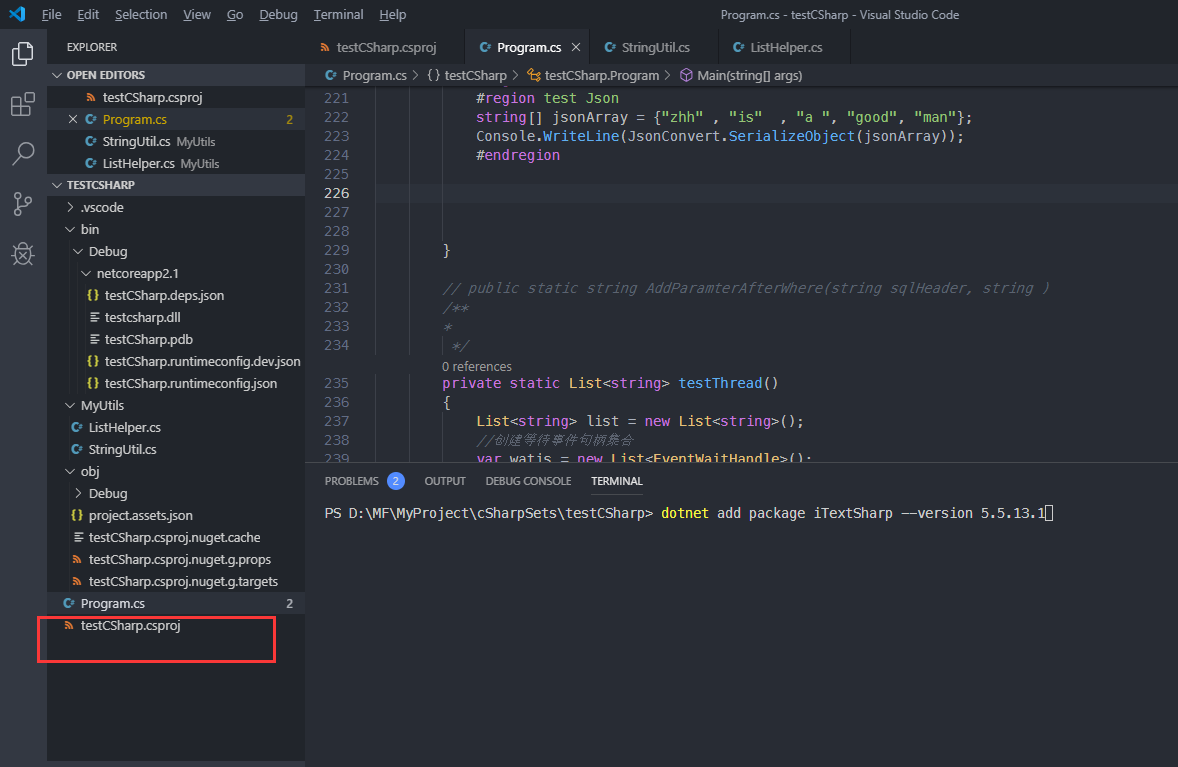 File Edit Selection View Go Debug Terminal Help
Program.cs - testCSharp - Visual Studio Code
EXPLORER
OPEN EDITORS
testCSharp.csproj
Program.cs 2
StringUtil.cs MyUtils
ListHelper.cs MyUtils
TESTCSHARP
.vscode
bin
Debug
netcoreapp2.1
testCSharp.deps.json
testcsharp.dll
testCSharp.pdb
testCSharp.runtimeconfig.dev.json
testCSharp.runtimeconfig.json
MyUtils
ListHelper.cs
StringUtil.cs
obj
Debug
project.assets.json
testCSharp.csproj.nuget.cache
testCSharp.csproj.nuget.g.props
testCSharp.csproj.nuget.g.targets
Program.cs 2
testCSharp.csproj
testCSharp.csproj Program.cs StringUtil.cs ListHelper.cs
Program.cs > {} testCSharp > testCSharp.Program > Main(string[] args)
221 #region test Json
222 string[] jsonArray = {"zhh" , "is"  , "a ", "good", "man"};
223 Console.WriteLine(JsonConvert.SerializeObject(jsonArray));
224 #endregion
225
226
227
228
229 }
230
231 // public static string AddParamterAfterWhere(string sqlHeader, string )
232 /**
233 *
234 */
0 references
235 private static List<string> testThread()
236 {
237 List<string> list = new List<string>();
238 //创建等待事件句柄集合
239 var watis = new List<EventWaitHandle>();
PROBLEMS 2 OUTPUT DEBUG CONSOLE TERMINAL
PS D:\MF\MyProject\cSharpSets\testCSharp> dotnet add package iTextSharp --version 5.5.13.1